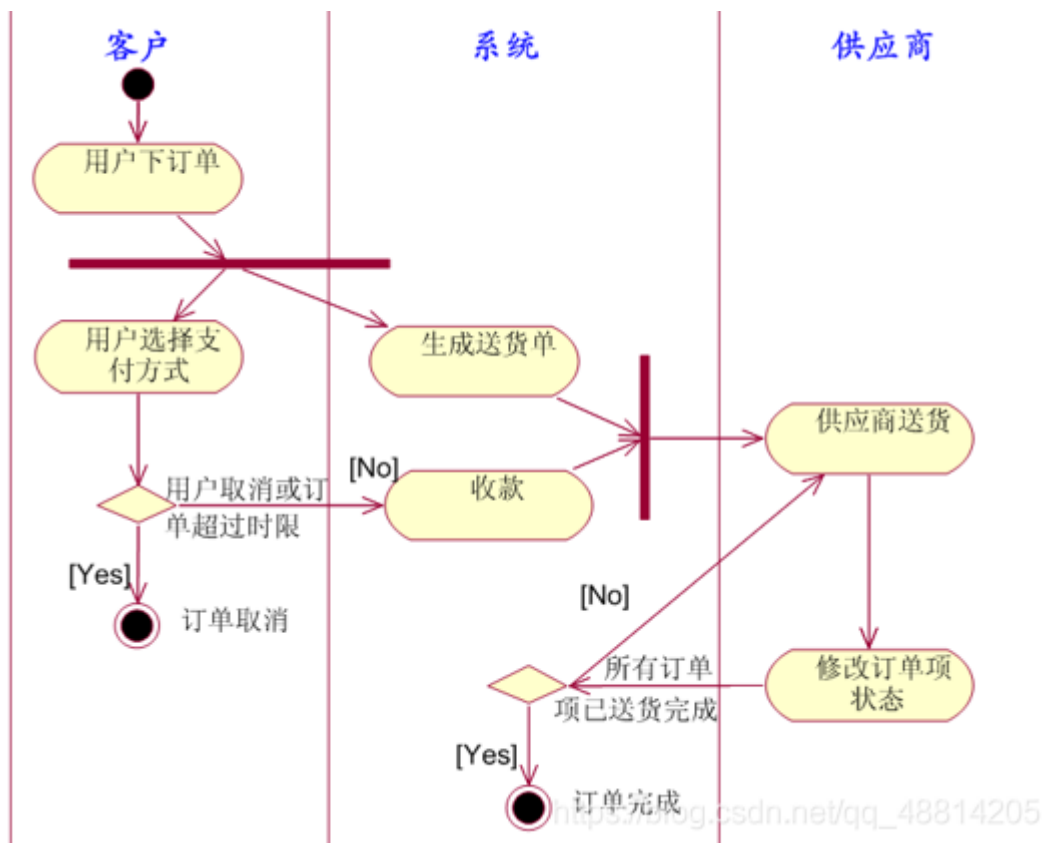 客户
系统
供应商
用户下订单
用户选择支
付方式
生成送货单
供应商送货
[No]
收款
用户取消或订
单超过时限
[Yes]
订单取消
[No]
所有订单
项已送货完成
修改订单项
状态
[Yes]
订单完成
https://blog.csdn.net/qq_48814205